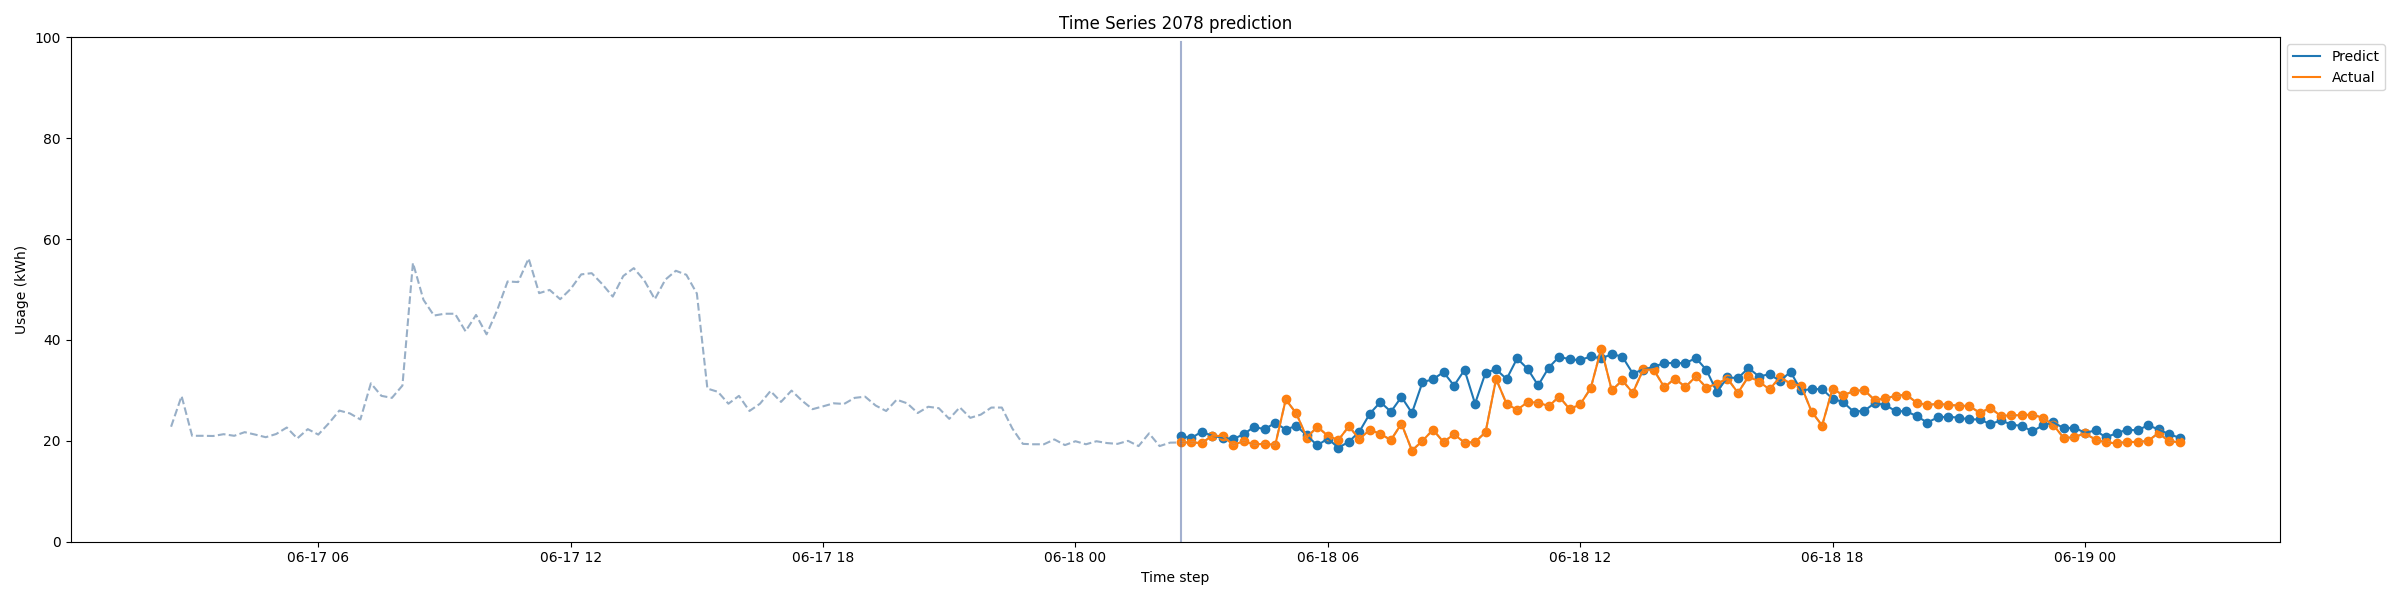 Time Series 2078 prediction
Predict
Actual
Usage (kWh)
100
80
60
40
20
0
06-17 06
06-17 12
06-17 18
06-18 00
06-18 06
06-18 12
06-18 18
06-19 00
Time step